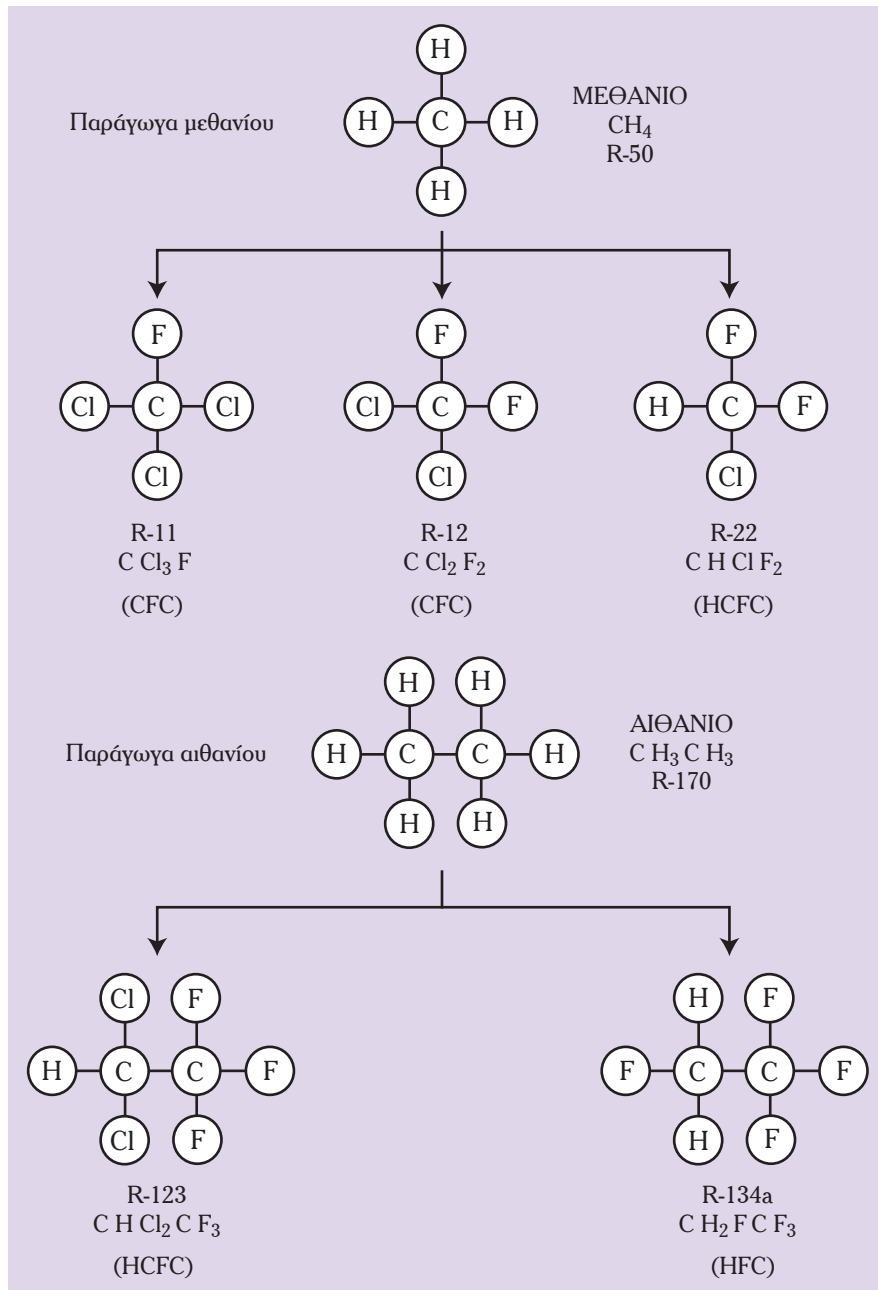 H
Παράγωγα μεθανίου
H C H
H
ΜΕΘΑΝΙΟ
CH₄
R-50
F
Cl C Cl
Cl
R-11
C Cl₃ F
(CFC)
F
Cl C F
Cl
R-12
C Cl₂ F₂
(CFC)
F
H C F
Cl
R-22
C H Cl F₂
(HCFC)
Παράγωγα αιθανίου
H H
H C C H
H H
ΑΙΘΑΝΙΟ
C H₃ C H₃
R-170
Cl F
H C C F
Cl F
R-123
C H Cl₂ C F₃
(HCFC)
H F
F C C F
H F
R-134a
C H₂ F C F₃
(HFC)